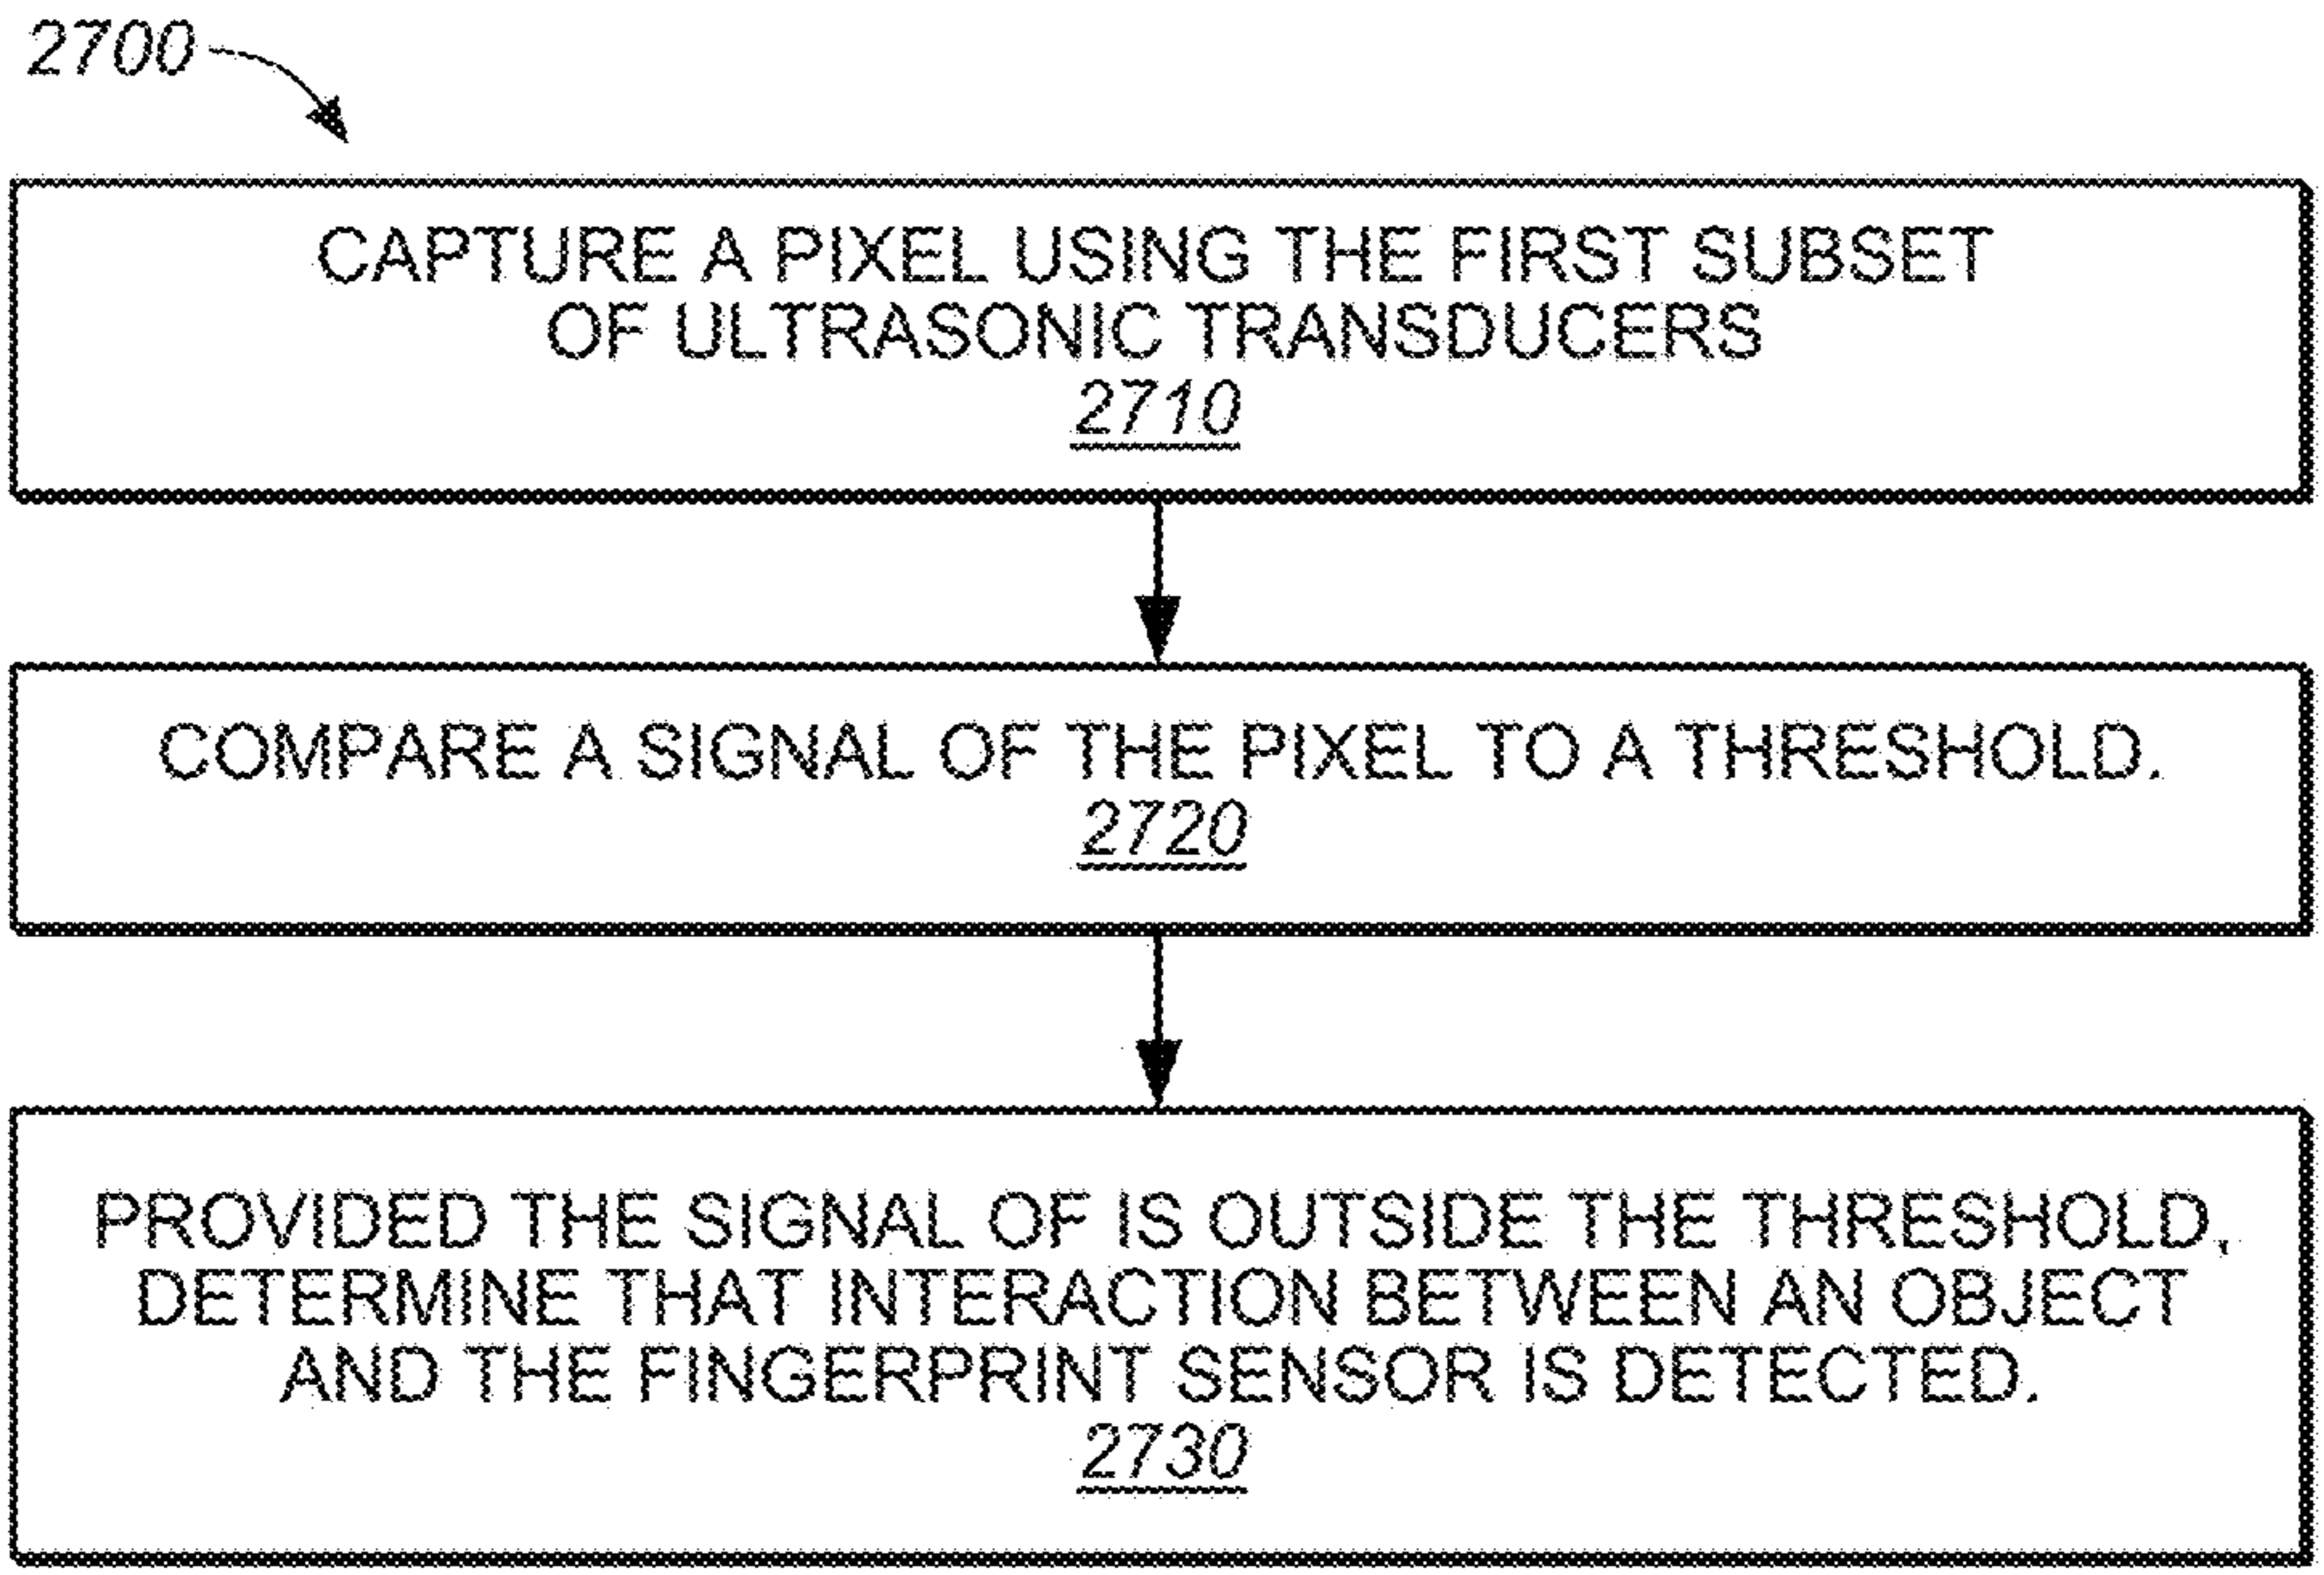 2700
CAPTURE A PIXEL USING THE FIRST SUBSET
OF ULTRASONIC TRANSDUCERS
2710
COMPARE A SIGNAL OF THE PIXEL TO A THRESHOLD.
2720
PROVIDED THE SIGNAL OF IS OUTSIDE THE THRESHOLD,
DETERMINE THAT INTERACTION BETWEEN AN OBJECT
AND THE FINGERPRINT SENSOR IS DETECTED.
2730